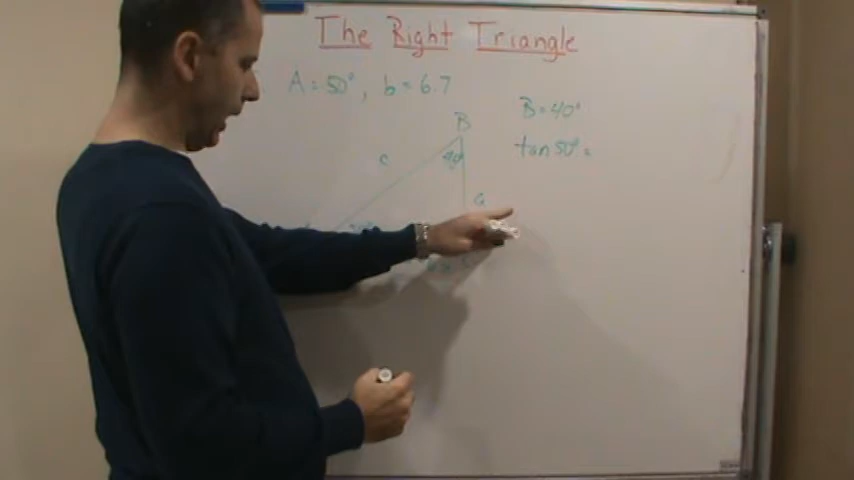 The Right Triangle
A = 50°, b = 6.7
B = 40°
B
tan 50° =
c
40°
a